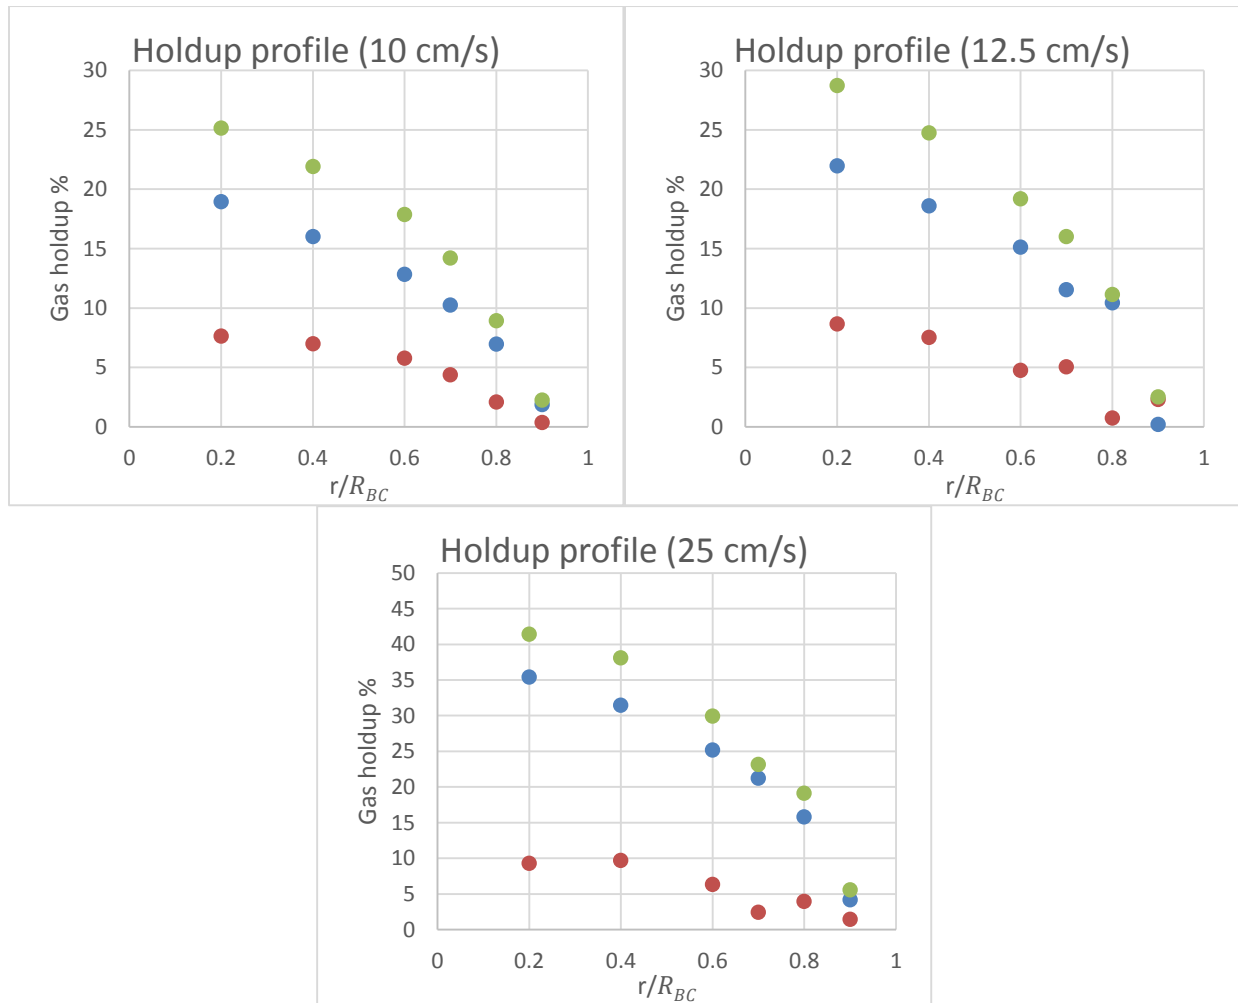 Holdup profile (10 cm/s)
30
25
20
15
10
5
0
Gas holdup %
0 0.2 0.4 0.6 0.8 1
r/R_BC
Holdup profile (12.5 cm/s)
30
25
20
15
10
5
0
Gas holdup %
0 0.2 0.4 0.6 0.8 1
r/R_BC
Holdup profile (25 cm/s)
50
45
40
35
30
25
20
15
10
5
0
Gas holdup %
0 0.2 0.4 0.6 0.8 1
r/R_BC